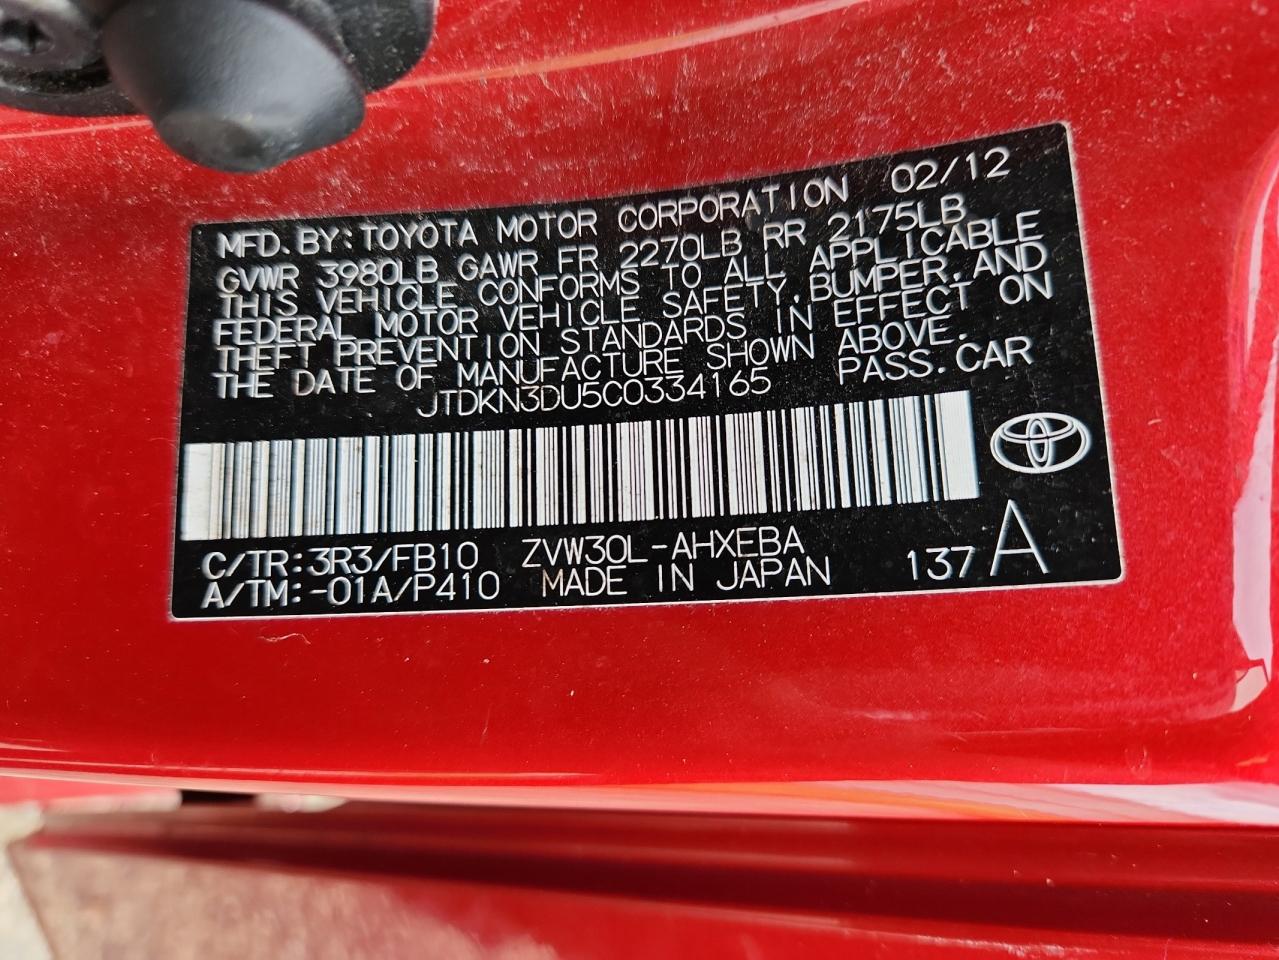 MFD. BY: TOYOTA MOTOR CORPORATION 02/12
GVWR 3980LB GAWR FR 2270LB RR 2175LB
THIS VEHICLE CONFORMS TO ALL APPLICABLE
FEDERAL MOTOR VEHICLE SAFETY, BUMPER, AND
THEFT PREVENTION STANDARDS IN EFFECT ON
THE DATE OF MANUFACTURE SHOWN ABOVE.
JTDKN3DU5C0334165 PASS. CAR
C/TR: 3R3/FB10 ZVW30L-AHXEBA
A/TM: -01A/P410 MADE IN JAPAN 137 A